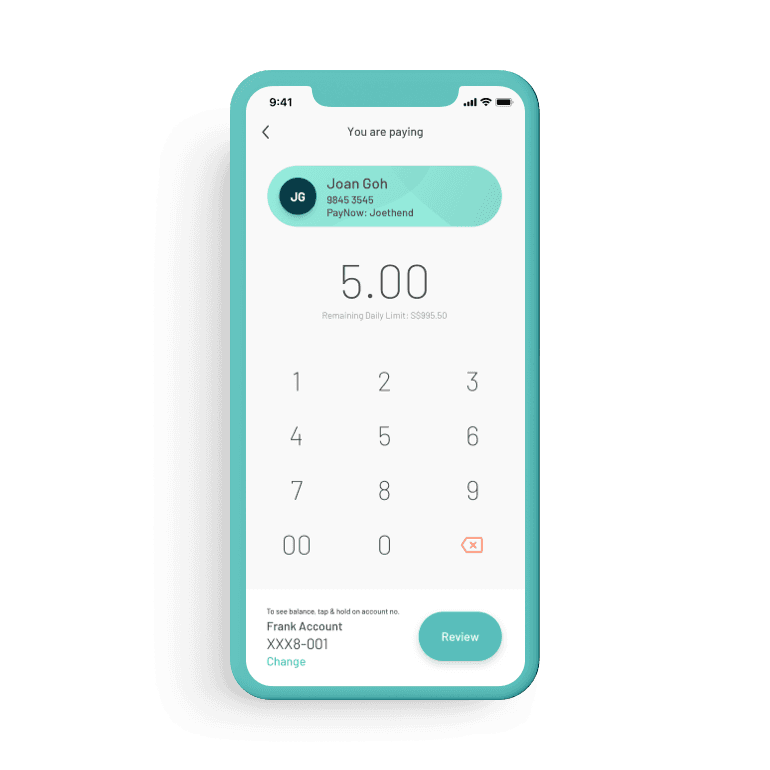 9:41
You are paying
JG
Joan Goh
9845 3545
PayNow: Joethend
5.00
Remaining Daily Limit: S$995.50
1 2 3
4 5 6
7 8 9
00 0
To see balance, tap & hold on account no.
Frank Account
XXX8-001
Change
Review